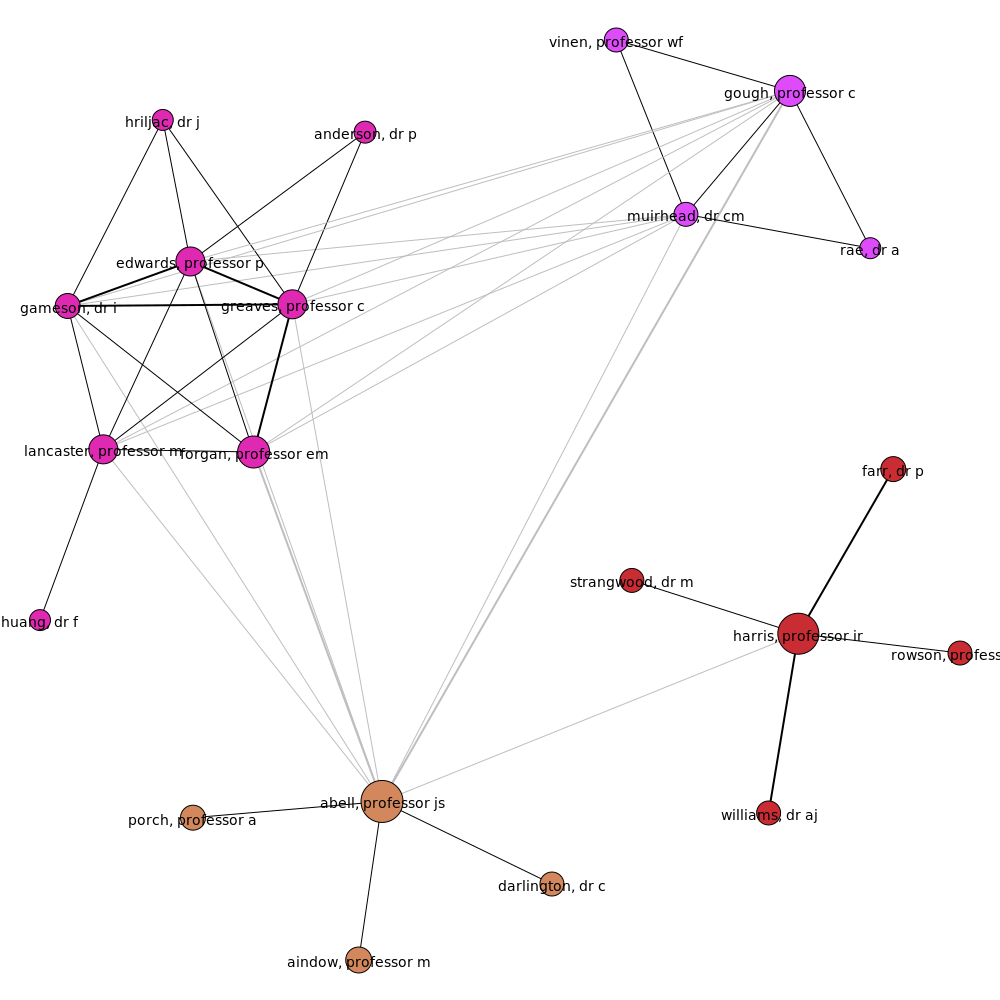 vinen, professor wf
gough, professor c
hriljac, dr j
anderson, dr p
muirhead, dr cm
rae, dr a
edwards, professor p
gameson, dr i
greaves, professor c
lancaster, professor m
forgan, professor em
farr, dr p
strangwood, dr m
huang, dr f
harris, professor ir
rowson, profess
abell, professor js
porch, professor a
williams, dr aj
darlington, dr c
aindow, professor m